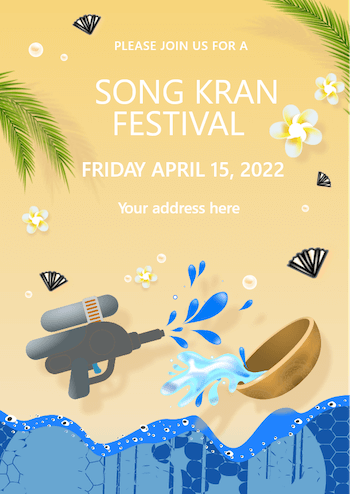 PLEASE JOIN US FOR A
SONG KRAN
FESTIVAL
FRIDAY APRIL 15, 2022
Your address here